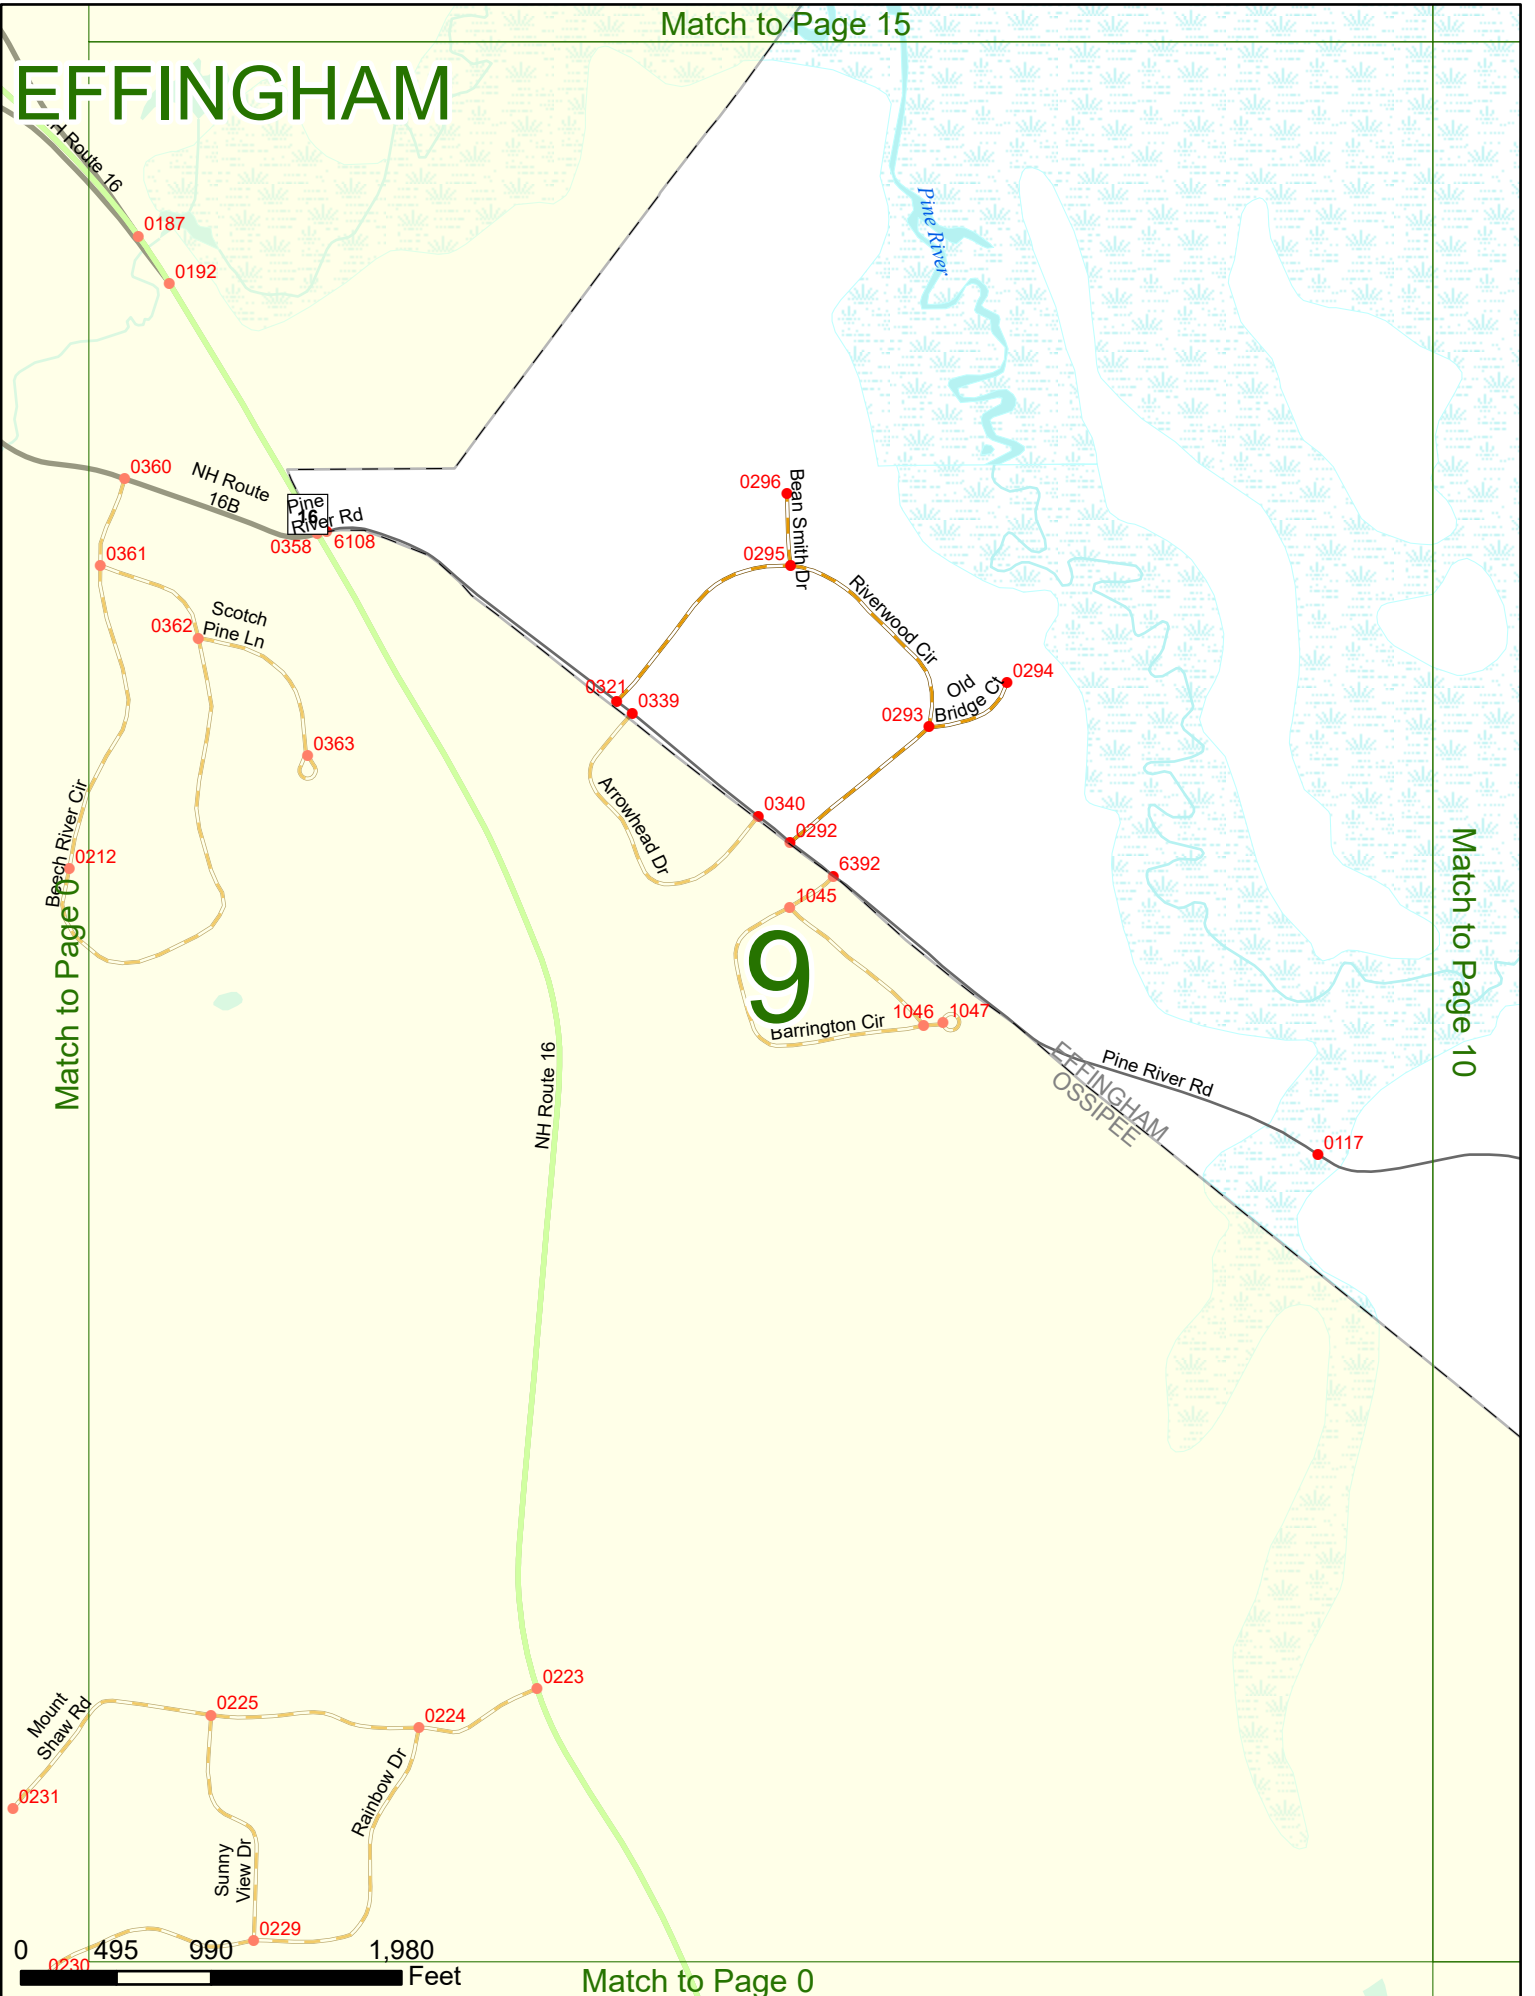 Match to Page 15
EFFINGHAM
NH Route 16
0187
Pine River
0192
0360
NH Route
16B
Pine
River Rd
16
0358
6108
0296
Bean Smith Dr
0295
0361
Riverwood Cir
Scotch
Pine Ln
0362
0294
Old
Bridge Ct
0321
0339
0293
0363
Arrowhead Dr
Beech River Cir
0340
0292
0212
6392
1045
Match to Page 0
Match to Page 10
9
1046
1047
Barrington Cir
NH Route 16
Pine River Rd
EFFINGHAM
OSSIPEE
0117
0223
Mount
Shaw Rd
0225
0224
Rainbow Dr
0231
Sunny
View Dr
0229
0230
0 495 990 1,980
Feet
Match to Page 0